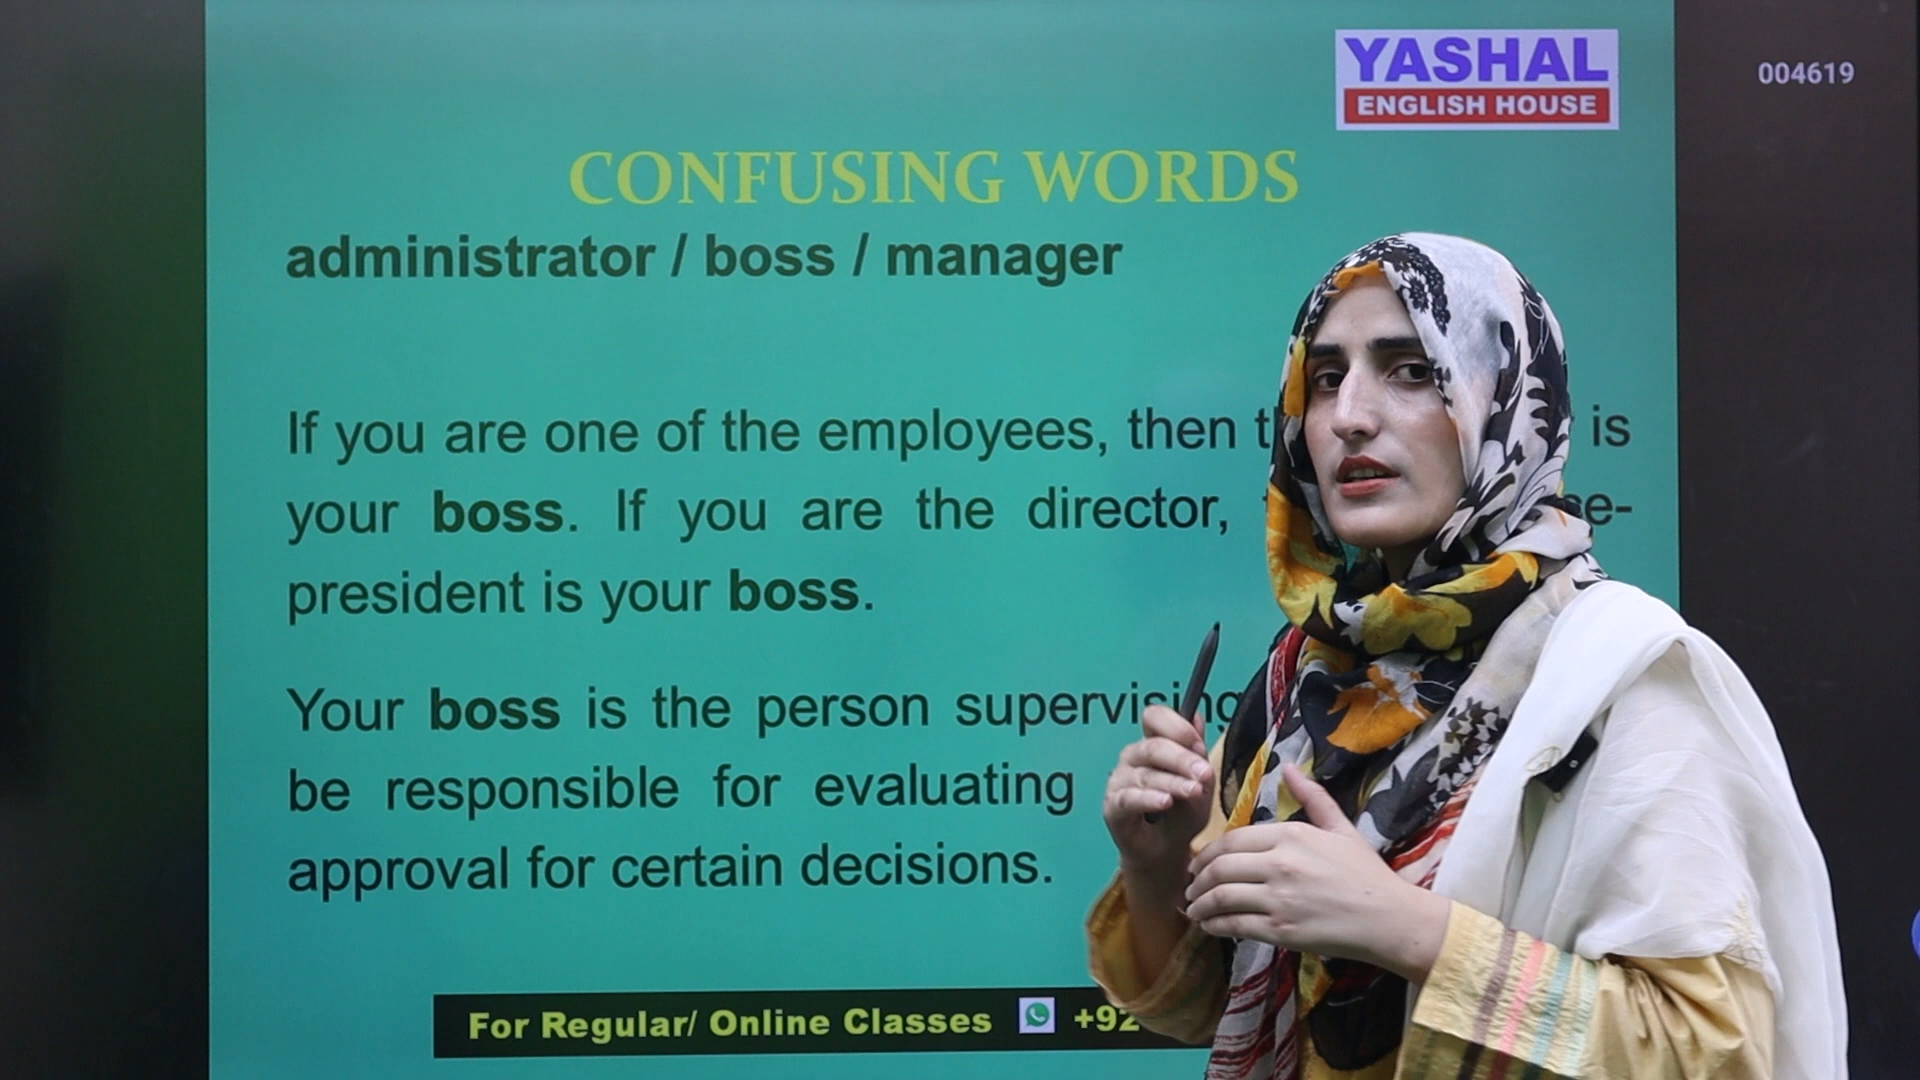 YASHAL
ENGLISH HOUSE
004619
CONFUSING WORDS
administrator / boss / manager
If you are one of the employees, then is
your boss. If you are the director,
president is your boss.
Your boss is the person supervising
be responsible for evaluating
approval for certain decisions.
For Regular/ Online Classes +92